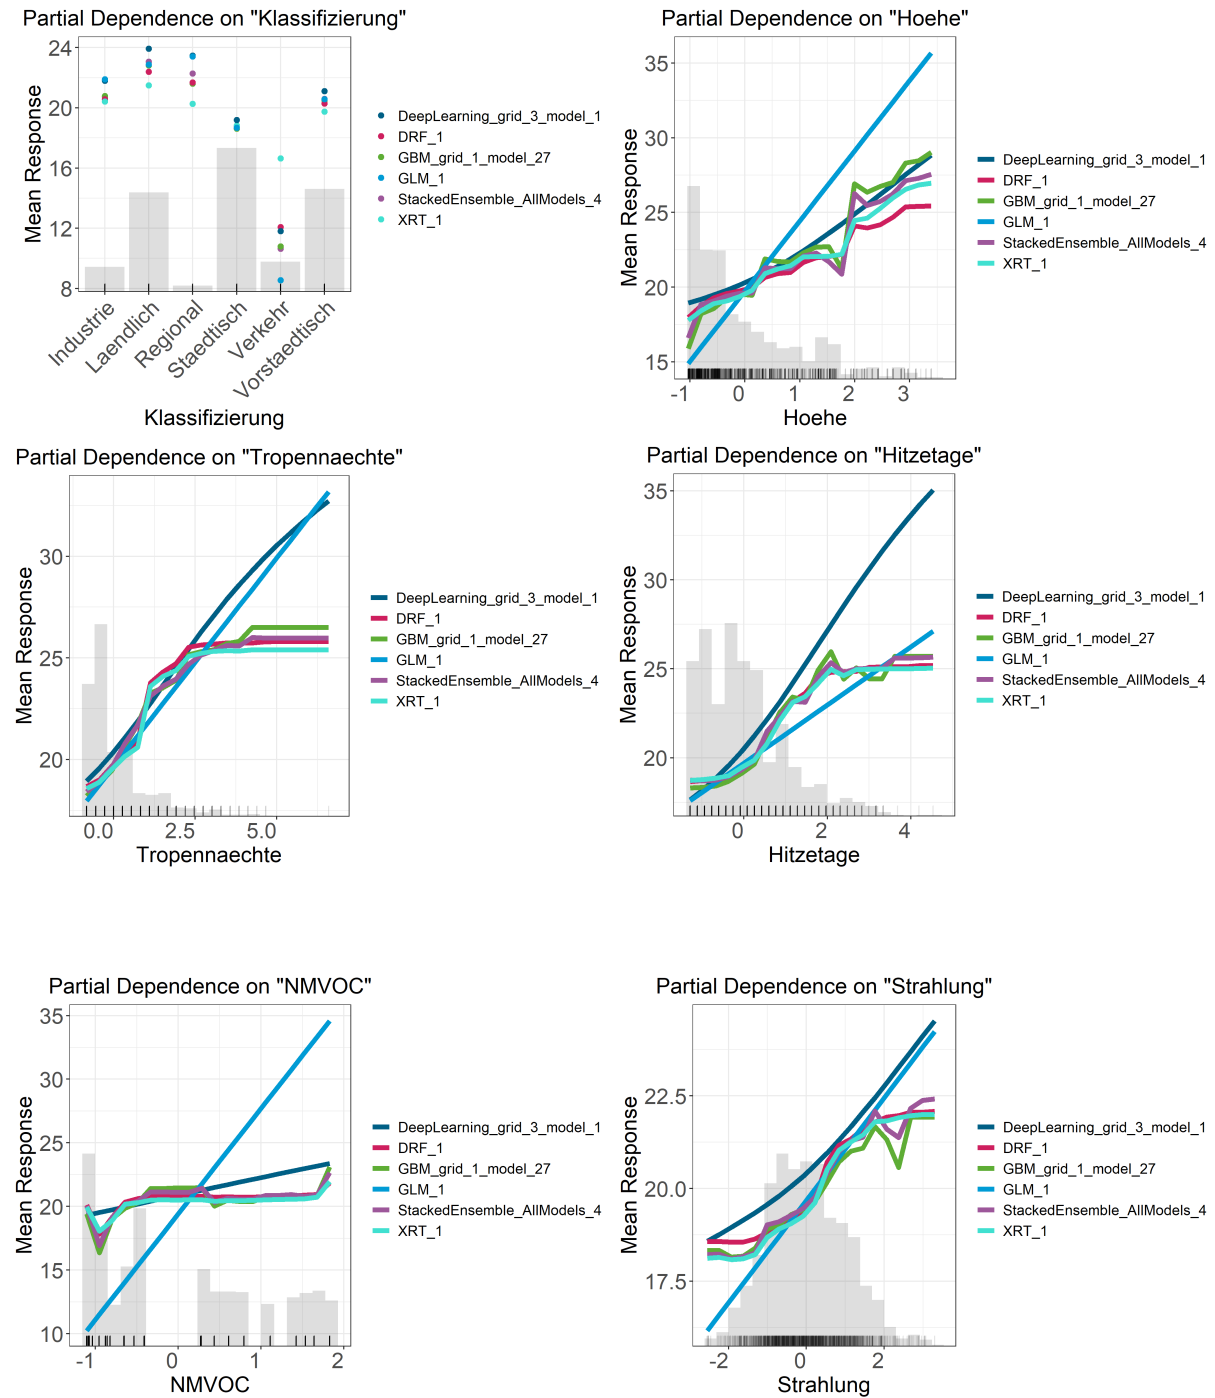 Partial Dependence on "Klassifizierung"
24
20
16
12
8
Mean Response
Industrie
Laendlich
Regional
Staedtisch
Verkehr
Vorstaedtisch
Klassifizierung
DeepLearning_grid_3_model_1
DRF_1
GBM_grid_1_model_27
GLM_1
StackedEnsemble_AllModels_4
XRT_1
Partial Dependence on "Hoehe"
35
30
25
20
15
Mean Response
-1 0 1 2 3
Hoehe
DeepLearning_grid_3_model_1
DRF_1
GBM_grid_1_model_27
GLM_1
StackedEnsemble_AllModels_4
XRT_1
Partial Dependence on "Tropennaechte"
30
25
20
Mean Response
0.0 2.5 5.0
Tropennaechte
DeepLearning_grid_3_model_1
DRF_1
GBM_grid_1_model_27
GLM_1
StackedEnsemble_AllModels_4
XRT_1
Partial Dependence on "Hitzetage"
35
30
25
20
Mean Response
0 2 4
Hitzetage
DeepLearning_grid_3_model_1
DRF_1
GBM_grid_1_model_27
GLM_1
StackedEnsemble_AllModels_4
XRT_1
Partial Dependence on "NMVOC"
35
30
25
20
15
10
Mean Response
-1 0 1 2
NMVOC
DeepLearning_grid_3_model_1
DRF_1
GBM_grid_1_model_27
GLM_1
StackedEnsemble_AllModels_4
XRT_1
Partial Dependence on "Strahlung"
22.5
20.0
17.5
Mean Response
-2 0 2
Strahlung
DeepLearning_grid_3_model_1
DRF_1
GBM_grid_1_model_27
GLM_1
StackedEnsemble_AllModels_4
XRT_1